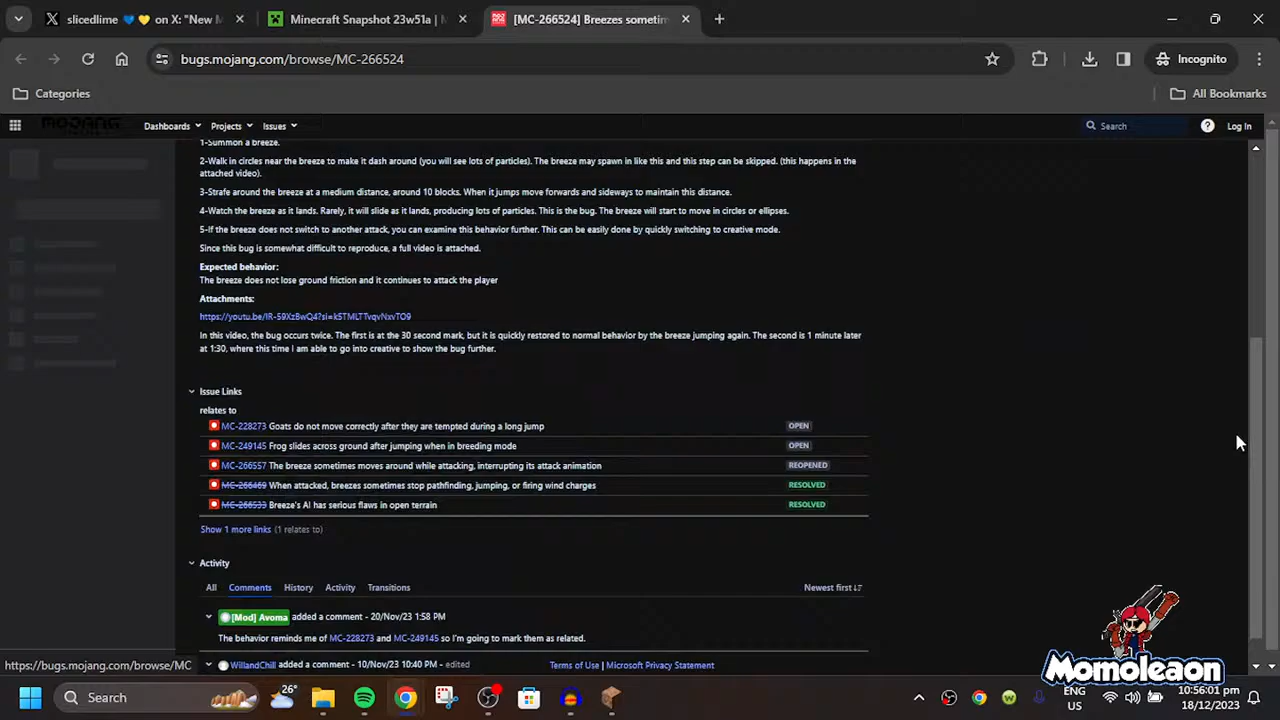 slicedlime 💙💛 on X: "New M
Minecraft Snapshot 23w51a |
[MC-266524] Breezes sometim
bugs.mojang.com/browse/MC-266524
Incognito
Categories
All Bookmarks
MOJANG
Dashboards
Projects
Issues
Search
Log In
1-Summon a breeze.
2-Walk in circles near the breeze to make it dash around (you will see lots of particles). The breeze may spawn in like this and this step can be skipped. (this happens in the
attached video).
3-Strafe around the breeze at a medium distance, around 10 blocks. When it jumps move forwards and sideways to maintain this distance.
4-Watch the breeze as it lands. Rarely, it will slide as it lands, producing lots of particles. This is the bug. The breeze will start to move in circles or ellipses.
5-If the breeze does not switch to another attack, you can examine this behavior further. This can be easily done by quickly switching to creative mode.
Since this bug is somewhat difficult to reproduce, a full video is attached.
Expected behavior:
The breeze does not lose ground friction and it continues to attack the player
Attachments:
https://youtu.be/IR-59XzBwQ4?si=k5TMLTTvqvNxvTO9
In this video, the bug occurs twice. The first is at the 30 second mark, but it is quickly restored to normal behavior by the breeze jumping again. The second is 1 minute later
at 1:30, where this time I am able to go into creative to show the bug further.
Issue Links
relates to
MC-228273 Goats do not move correctly after they are tempted during a long jump OPEN
MC-249145 Frog slides across ground after jumping when in breeding mode OPEN
MC-266557 The breeze sometimes moves around while attacking, interrupting its attack animation REOPENED
MC-266469 When attacked, breezes sometimes stop pathfinding, jumping, or firing wind charges RESOLVED
MC-266533 Breeze's AI has serious flaws in open terrain RESOLVED
Show 1 more links (1 relates to)
Activity
All Comments History Activity Transitions Newest first
[Mod] Avoma added a comment - 20/Nov/23 1:58 PM
The behavior reminds me of MC-228273 and MC-249145 so I'm going to mark them as related.
WillandChill added a comment - 10/Nov/23 10:40 PM - edited
Terms of Use | Microsoft Privacy Statement
https://bugs.mojang.com/browse/MC
Momoleaon
Search
26°
ENG
US
10:56:01 pm
18/12/2023